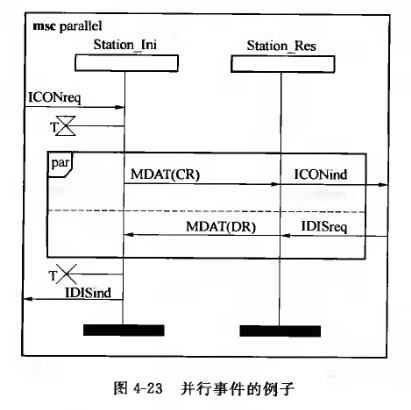 msc parallel
Station_Ini Station_Res
ICONreq
T
par
MDAT(CR) ICONind
MDAT(DR) IDISreq
T
IDISind
图 4-23 并行事件的例子